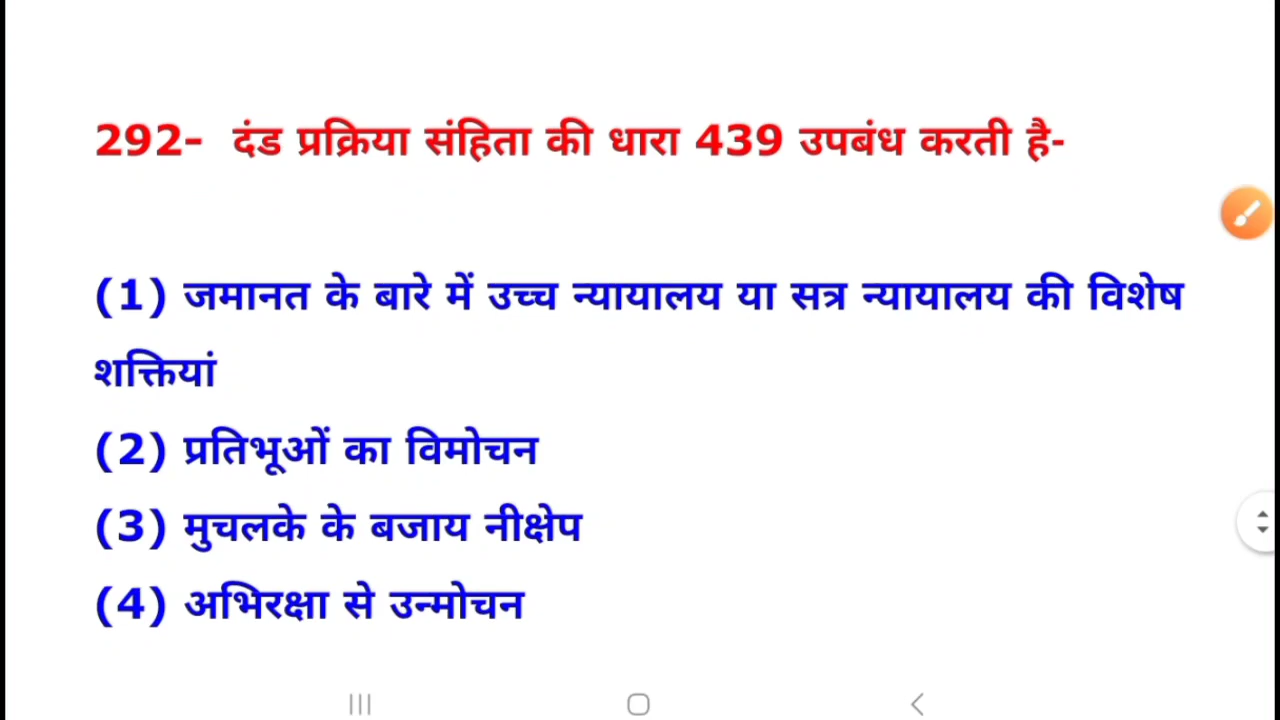 292- दंड प्रक्रिया संहिता की धारा 439 उपबंध करती है-
(1) जमानत के बारे में उच्च न्यायालय या सत्र न्यायालय की विशेष
शक्तियां
(2) प्रतिभूओं का विमोचन
(3) मुचलके के बजाय नीक्षेप
(4) अभिरक्षा से उन्मोचन